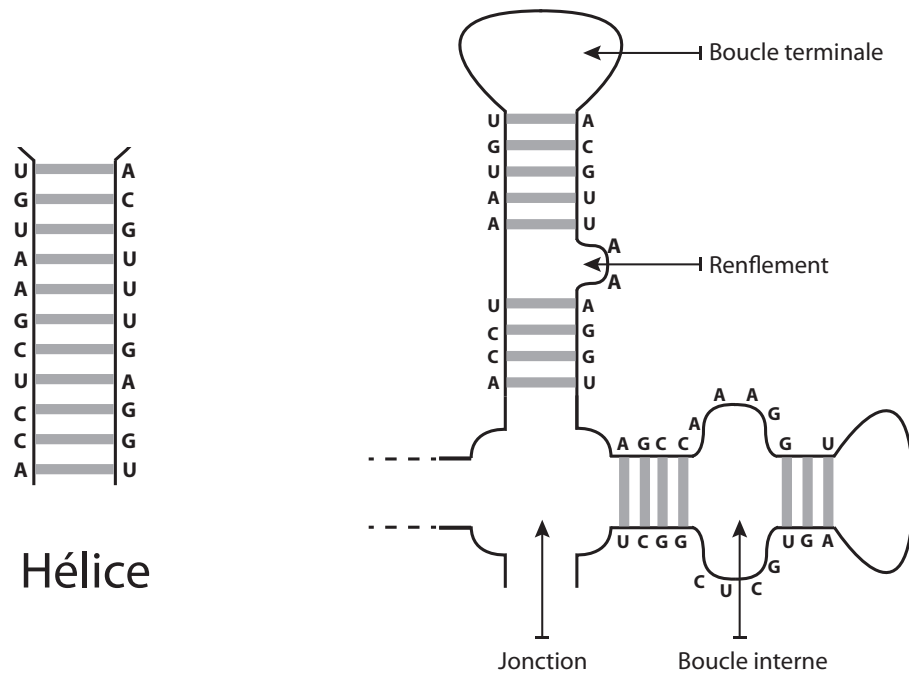 U A
G C
U G
A U
A U
G U
C G
U A
C G
C G
A U
Hélice
Boucle terminale
U A
G C
U G
A U
A U
A
A
Renflement
U A
C G
C G
A U
A G C C A A A G G U
U C G G C U C G U G A
Jonction
Boucle interne